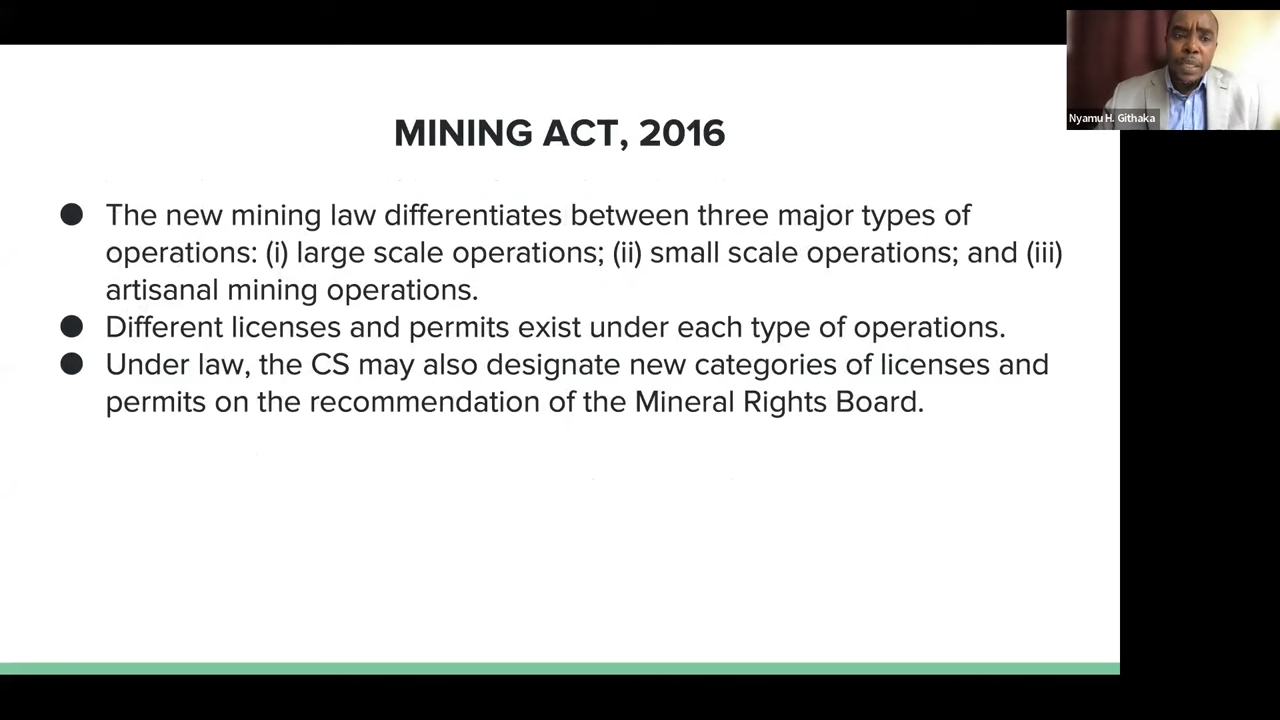 MINING ACT, 2016
● The new mining law differentiates between three major types of
operations: (i) large scale operations; (ii) small scale operations; and (iii)
artisanal mining operations.
● Different licenses and permits exist under each type of operations.
● Under law, the CS may also designate new categories of licenses and
permits on the recommendation of the Mineral Rights Board.
Nyamu H. Githaka